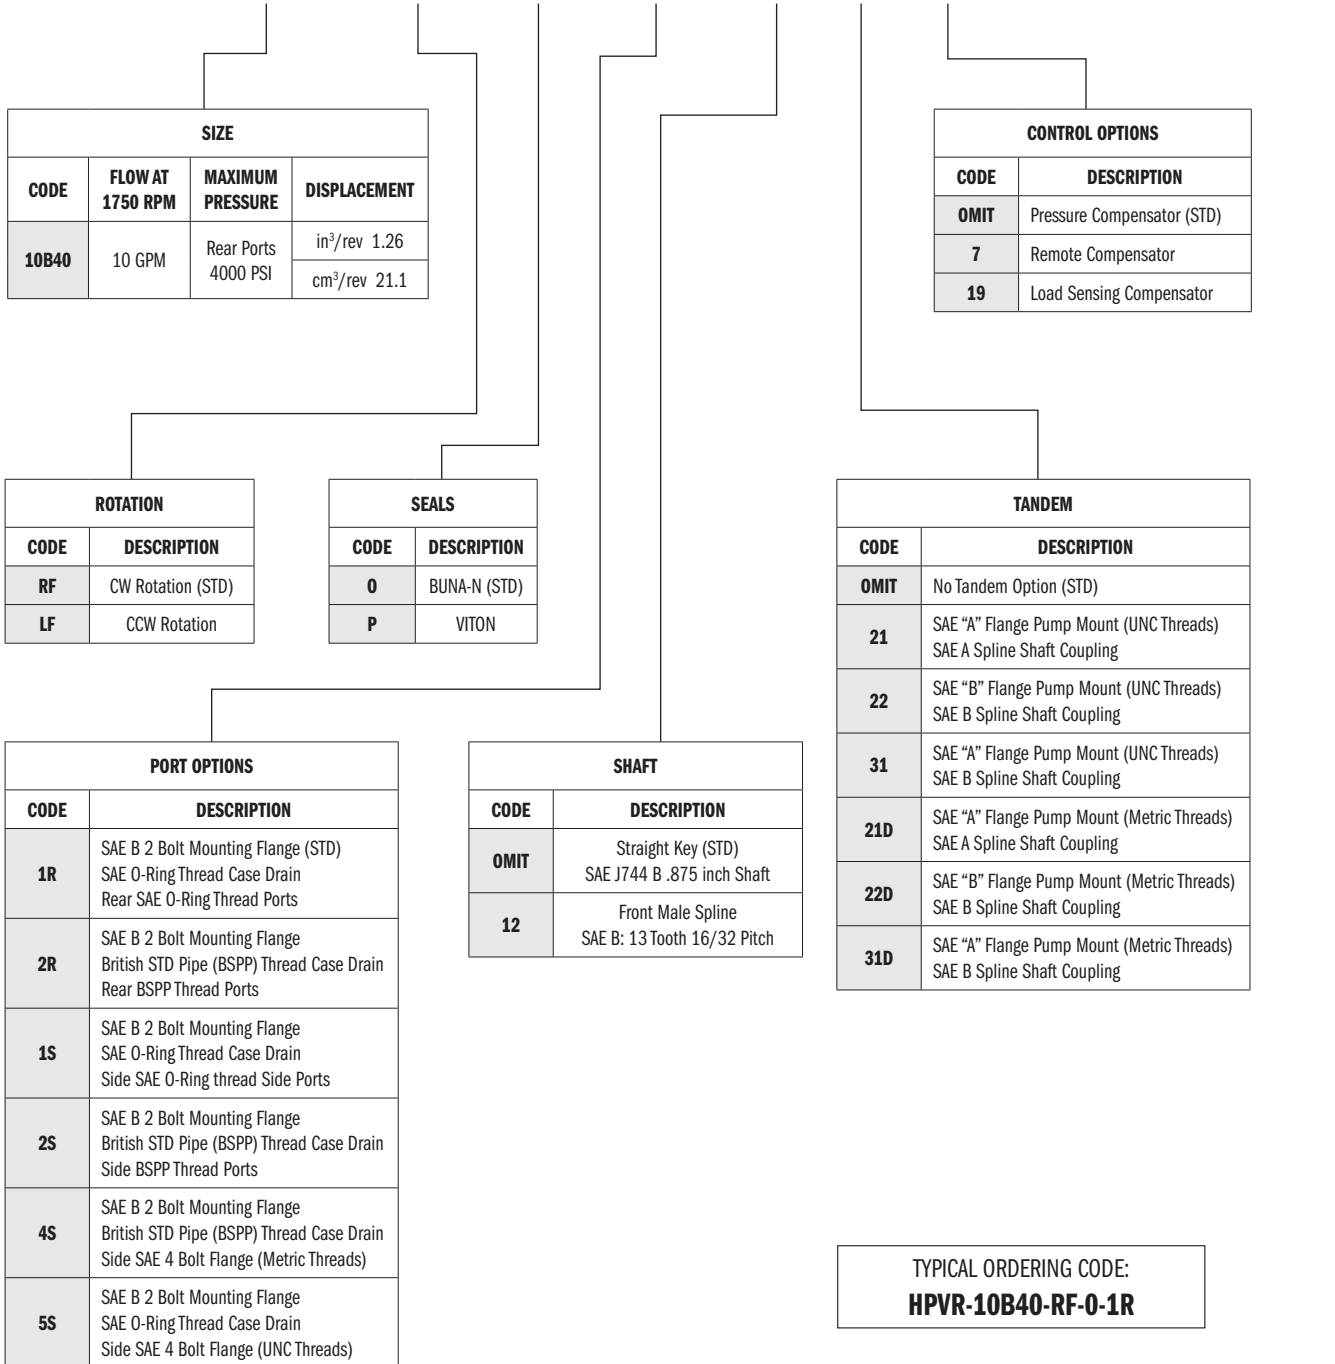 SIZE
CODE
FLOW AT
1750 RPM
MAXIMUM
PRESSURE
DISPLACEMENT
10B40
10 GPM
Rear Ports
4000 PSI
in³/rev 1.26
cm³/rev 21.1
CONTROL OPTIONS
CODE DESCRIPTION
OMIT Pressure Compensator (STD)
7 Remote Compensator
19 Load Sensing Compensator
ROTATION
CODE DESCRIPTION
RF CW Rotation (STD)
LF CCW Rotation
SEALS
CODE DESCRIPTION
0 BUNA-N (STD)
P VITON
TANDEM
CODE DESCRIPTION
OMIT No Tandem Option (STD)
21
SAE “A” Flange Pump Mount (UNC Threads)
SAE A Spline Shaft Coupling
22
SAE “B” Flange Pump Mount (UNC Threads)
SAE B Spline Shaft Coupling
31
SAE “A” Flange Pump Mount (UNC Threads)
SAE B Spline Shaft Coupling
21D
SAE “A” Flange Pump Mount (Metric Threads)
SAE A Spline Shaft Coupling
22D
SAE “B” Flange Pump Mount (Metric Threads)
SAE B Spline Shaft Coupling
31D
SAE “A” Flange Pump Mount (Metric Threads)
SAE B Spline Shaft Coupling
PORT OPTIONS
CODE DESCRIPTION
1R
SAE B 2 Bolt Mounting Flange (STD)
SAE O-Ring Thread Case Drain
Rear SAE O-Ring Thread Ports
2R
SAE B 2 Bolt Mounting Flange
British STD Pipe (BSPP) Thread Case Drain
Rear BSPP Thread Ports
1S
SAE B 2 Bolt Mounting Flange
SAE O-Ring Thread Case Drain
Side SAE O-Ring thread Side Ports
2S
SAE B 2 Bolt Mounting Flange
British STD Pipe (BSPP) Thread Case Drain
Side BSPP Thread Ports
4S
SAE B 2 Bolt Mounting Flange
British STD Pipe (BSPP) Thread Case Drain
Side SAE 4 Bolt Flange (Metric Threads)
5S
SAE B 2 Bolt Mounting Flange
SAE O-Ring Thread Case Drain
Side SAE 4 Bolt Flange (UNC Threads)
SHAFT
CODE DESCRIPTION
OMIT
Straight Key (STD)
SAE J744 B .875 inch Shaft
12
Front Male Spline
SAE B: 13 Tooth 16/32 Pitch
TYPICAL ORDERING CODE:
HPVR-10B40-RF-0-1R